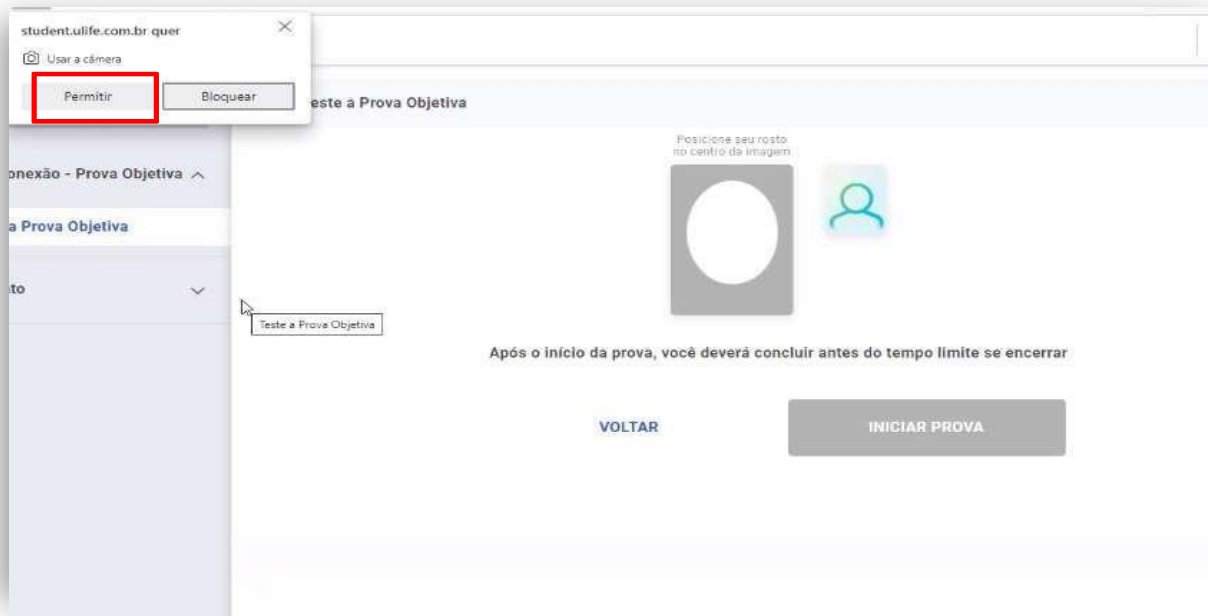 student.ulife.com.br quer
Usar a câmera
Permitir Bloquear
este a Prova Objetiva
Posicione seu rosto
no centro da imagem
onexão - Prova Objetiva
a Prova Objetiva
to
Teste a Prova Objetiva
Após o início da prova, você deverá concluir antes do tempo limite se encerrar
VOLTAR INICIAR PROVA